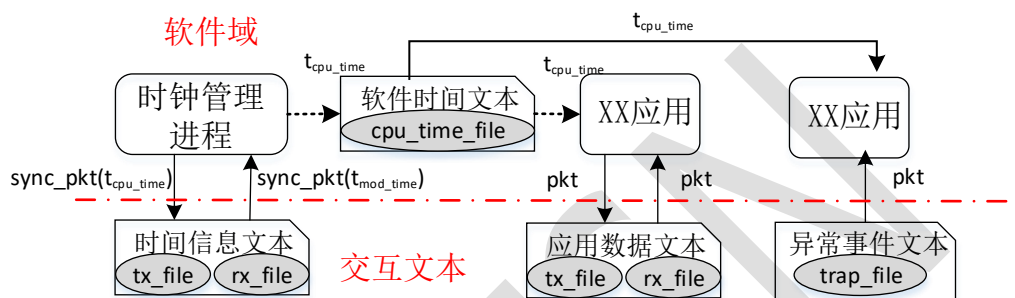 软件域
t_cpu_time
t_cpu_time
t_cpu_time
时钟管理
进程
软件时间文本
cpu_time_file
XX应用
XX应用
sync_pkt(t_cpu_time)
sync_pkt(t_mod_time)
pkt
pkt
pkt
时间信息文本
tx_file
rx_file
交互文本
应用数据文本
tx_file
rx_file
异常事件文本
trap_file